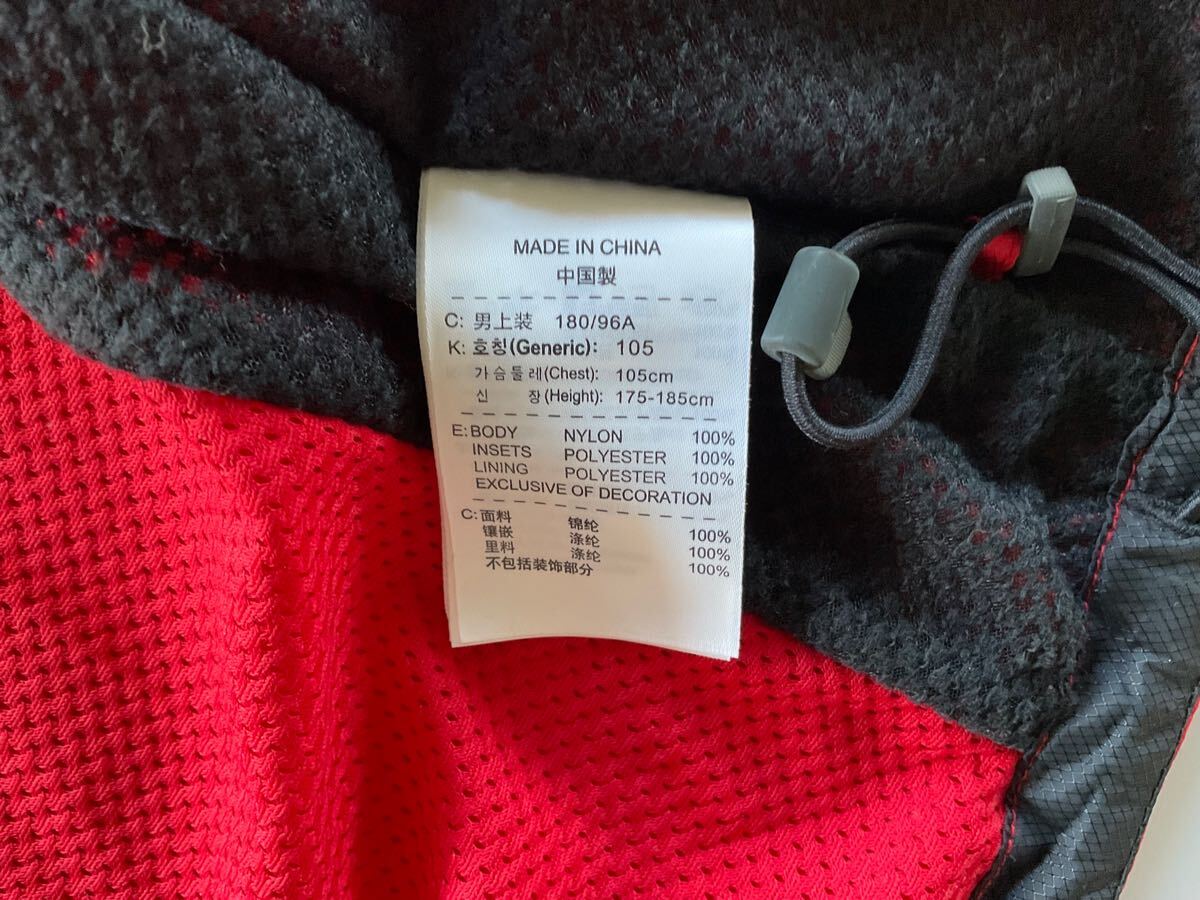 MADE IN CHINA
中国製
C: 男上装 180/96A
K: 호칭(Generic): 105
가슴둘레(Chest): 105cm
신 장(Height): 175-185cm
E: BODY NYLON 100%
INSETS POLYESTER 100%
LINING POLYESTER 100%
EXCLUSIVE OF DECORATION
C: 面料 锦纶 100%
镶嵌 涤纶 100%
里料 涤纶 100%
不包括装饰部分